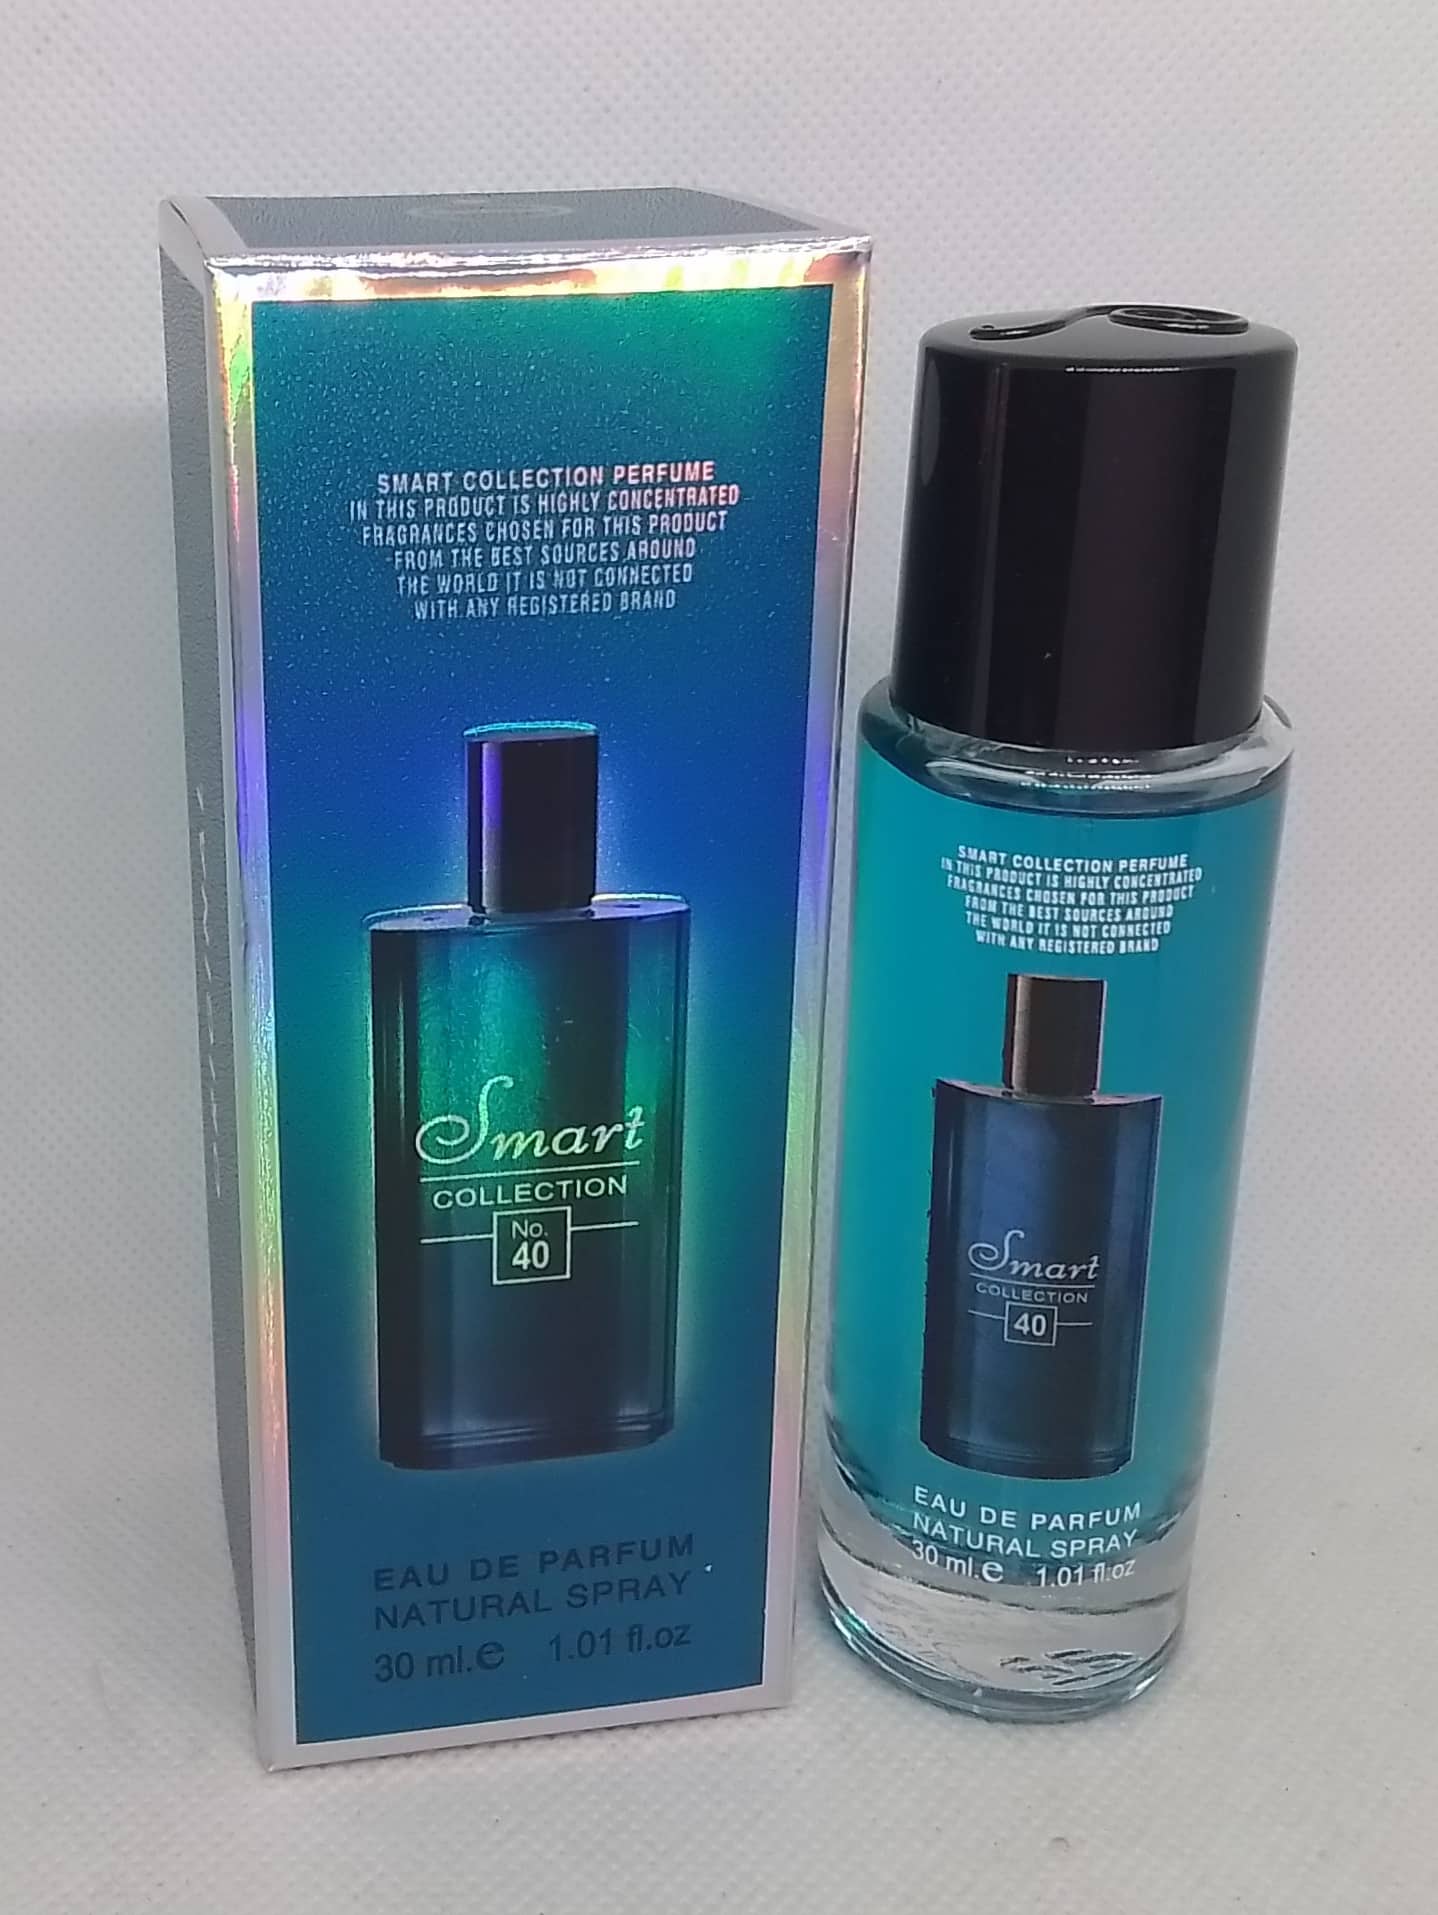 SMART COLLECTION PERFUME
IN THIS PRODUCT IS HIGHLY CONCENTRATED
FRAGRANCES CHOSEN FOR THIS PRODUCT
FROM THE BEST SOURCES AROUND
THE WORLD IT IS NOT CONNECTED
WITH ANY REGISTERED BRAND
Smart
COLLECTION
No.
40
EAU DE PARFUM
NATURAL SPRAY
30 ml.e 1.01 fl.oz
SMART COLLECTION PERFUME
IN THIS PRODUCT IS HIGHLY CONCENTRATED
FRAGRANCES CHOSEN FOR THIS PRODUCT
FROM THE BEST SOURCES AROUND
THE WORLD IT IS NOT CONNECTED
WITH ANY REGISTERED BRAND
Smart
COLLECTION
40
EAU DE PARFUM
NATURAL SPRAY
30 ml.e 1.01 fl.oz